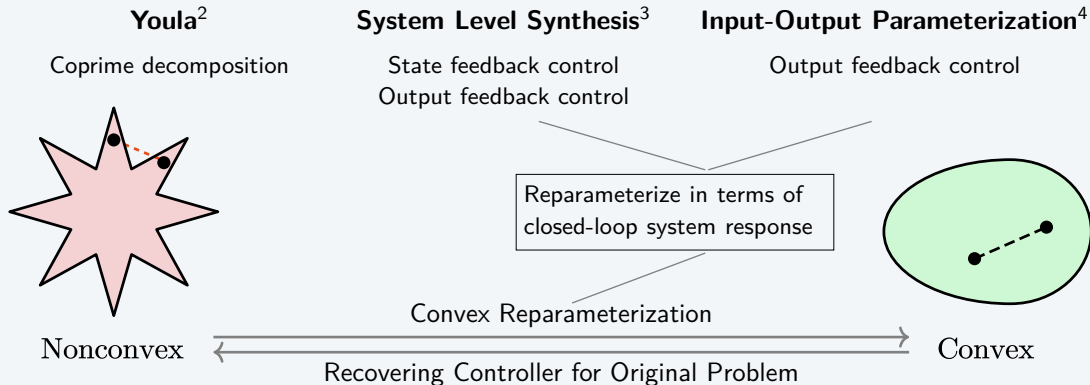 Youla²
System Level Synthesis³
Input-Output Parameterization⁴
Coprime decomposition
State feedback control
Output feedback control
Output feedback control
Reparameterize in terms of
closed-loop system response
Convex Reparameterization
Nonconvex
Convex
Recovering Controller for Original Problem